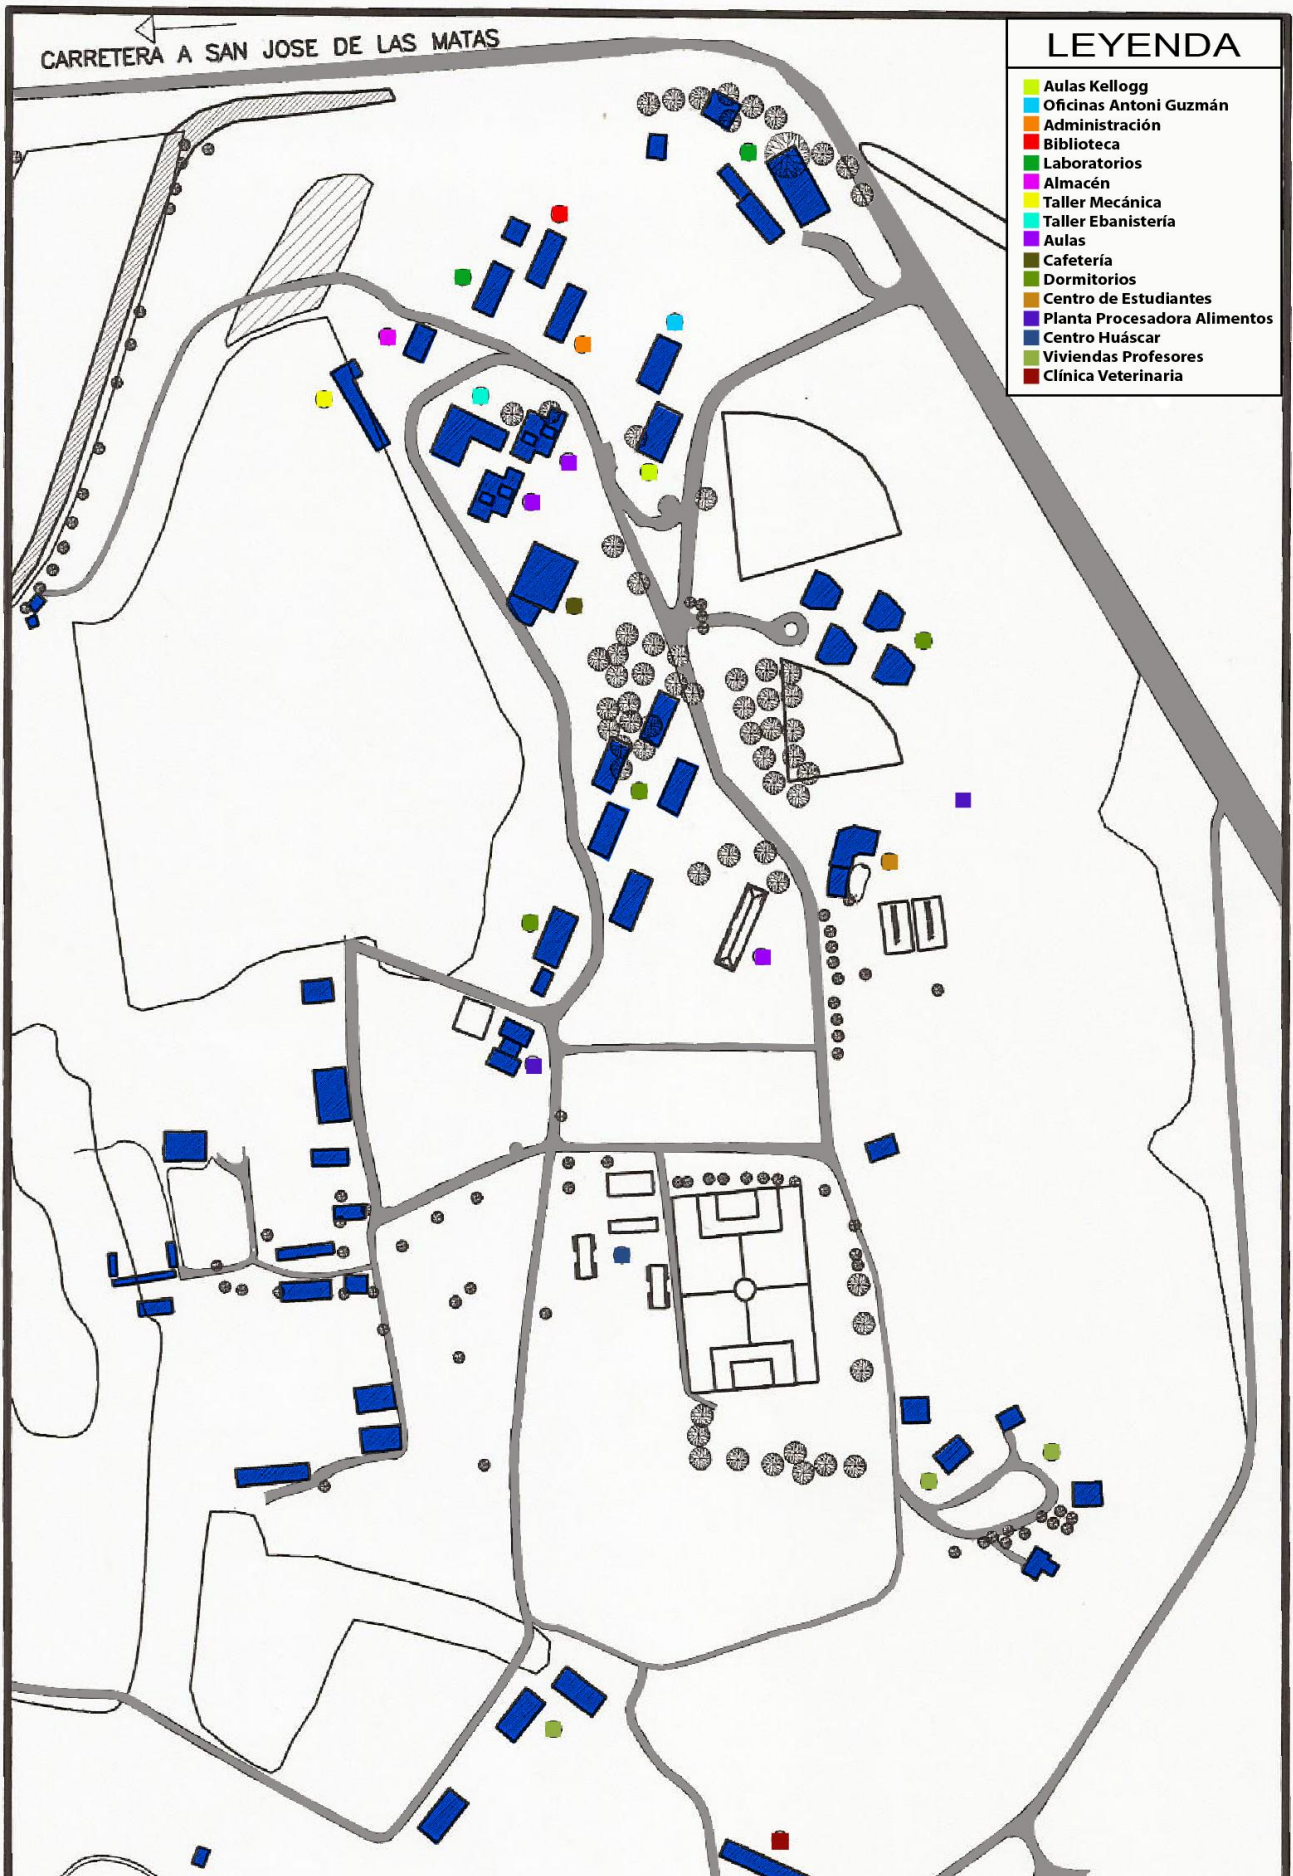 CARRETERA A SAN JOSE DE LAS MATAS
LEYENDA
Aulas Kellogg
Oficinas Antoni Guzmán
Administración
Biblioteca
Laboratorios
Almacén
Taller Mecánica
Taller Ebanistería
Aulas
Cafetería
Dormitorios
Centro de Estudiantes
Planta Procesadora Alimentos
Centro Huáscar
Viviendas Profesores
Clínica Veterinaria